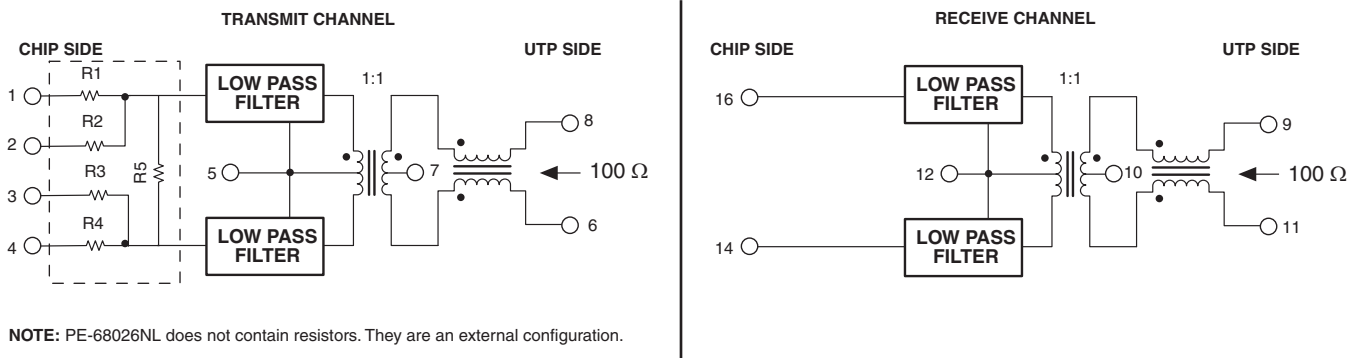 TRANSMIT CHANNEL
CHIP SIDE
UTP SIDE
R1
1
R2
2
R3
3
R4
4
R5
LOW PASS
FILTER
1:1
5
7
8
100 Ω
6
LOW PASS
FILTER
NOTE: PE-68026NL does not contain resistors. They are an external configuration.
RECEIVE CHANNEL
CHIP SIDE
UTP SIDE
16
LOW PASS
FILTER
1:1
12
10
9
100 Ω
11
14
LOW PASS
FILTER